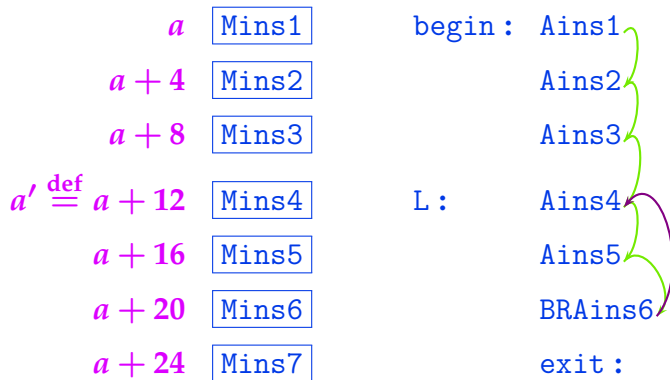 a Mins1 begin: Ains1
a + 4 Mins2 Ains2
a + 8 Mins3 Ains3
a′ def= a + 12 Mins4 L: Ains4
a + 16 Mins5 Ains5
a + 20 Mins6 BRAins6
a + 24 Mins7 exit: